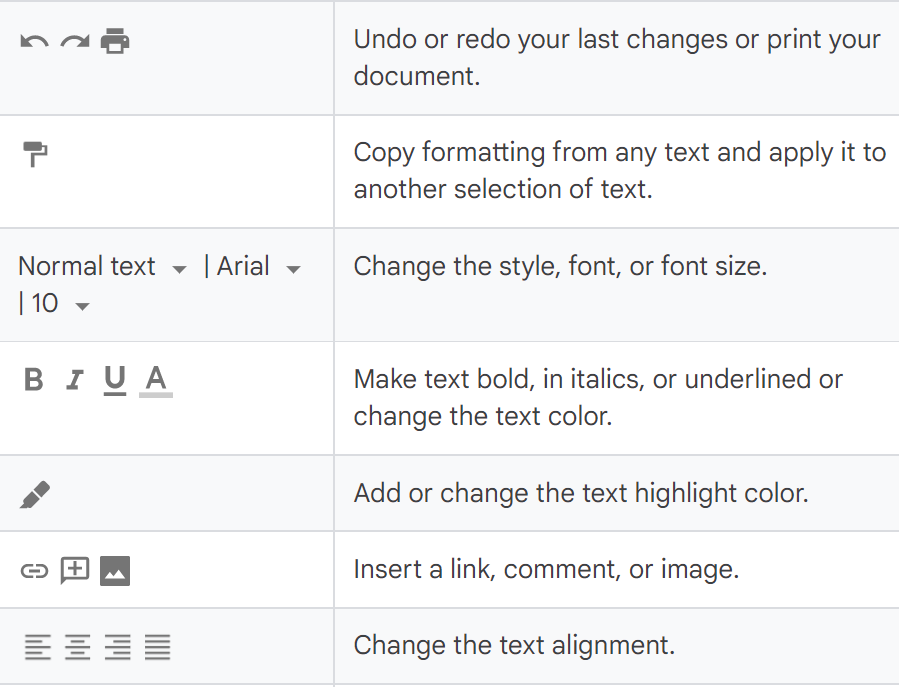 Undo or redo your last changes or print your
document.
Copy formatting from any text and apply it to
another selection of text.
Normal text | Arial
| 10
Change the style, font, or font size.
B I U A
Make text bold, in italics, or underlined or
change the text color.
Add or change the text highlight color.
Insert a link, comment, or image.
Change the text alignment.